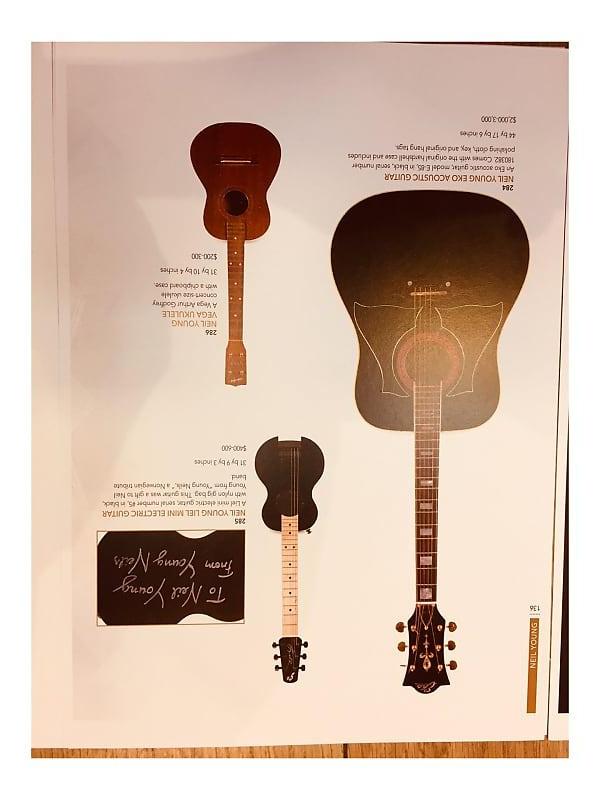 136
NEIL YOUNG
284
NEIL YOUNG EKO ACOUSTIC GUITAR
An Eko acoustic guitar, model E-85, in black, serial number
180382. Comes with the original hardshell case and includes
polishing cloth, key, and original hang tags.
44 by 17 by 6 inches
$2,000-3,000
285
NEIL YOUNG LIEL MINI ELECTRIC GUITAR
A Liel mini electric guitar, serial number 45, in black,
with nylon gig bag. This guitar was a gift to Neil
Young from "Young Neils," a Norwegian tribute
band.
31 by 9 by 3 inches
$400-600
To Neil Young
From Young Neils
286
NEIL YOUNG
VEGA UKULELE
A Vega Arthur Godfrey
concert-size ukulele
with a chipboard case.
31 by 10 by 4 inches
$200-300